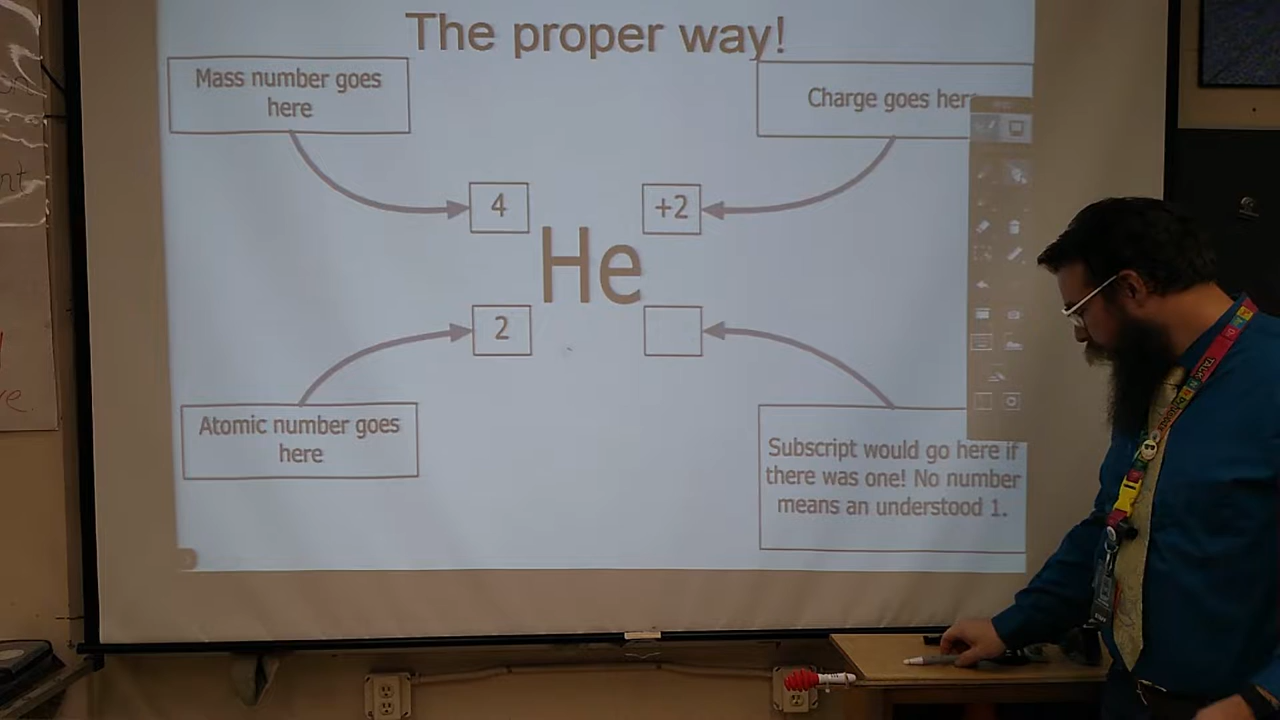 The proper way!
Mass number goes
here
Charge goes here
4
+2
He
2
Atomic number goes
here
Subscript would go here if
there was one! No number
means an understood 1.